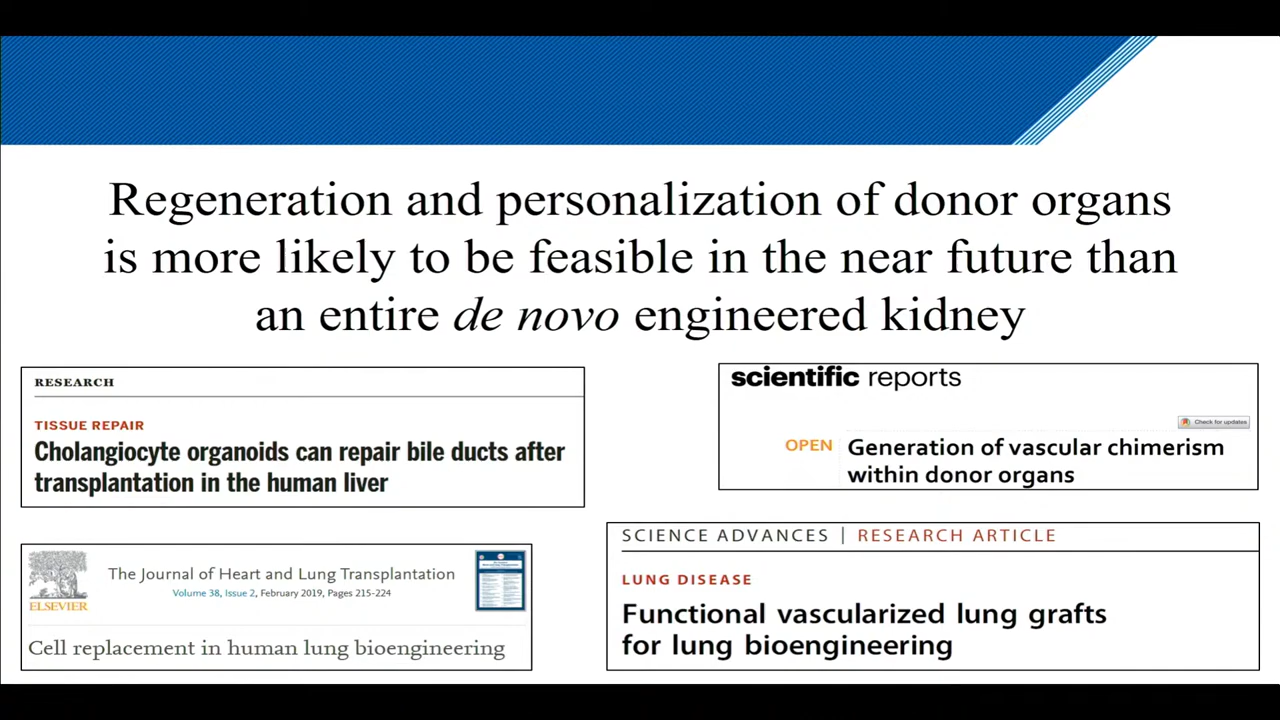 Regeneration and personalization of donor organs
is more likely to be feasible in the near future than
an entire de novo engineered kidney
RESEARCH
TISSUE REPAIR
Cholangiocyte organoids can repair bile ducts after
transplantation in the human liver
scientific reports
Check for updates
OPEN Generation of vascular chimerism
within donor organs
ELSEVIER
The Journal of Heart and Lung Transplantation
Volume 38, Issue 2, February 2019, Pages 215-224
Cell replacement in human lung bioengineering
SCIENCE ADVANCES | RESEARCH ARTICLE
LUNG DISEASE
Functional vascularized lung grafts
for lung bioengineering